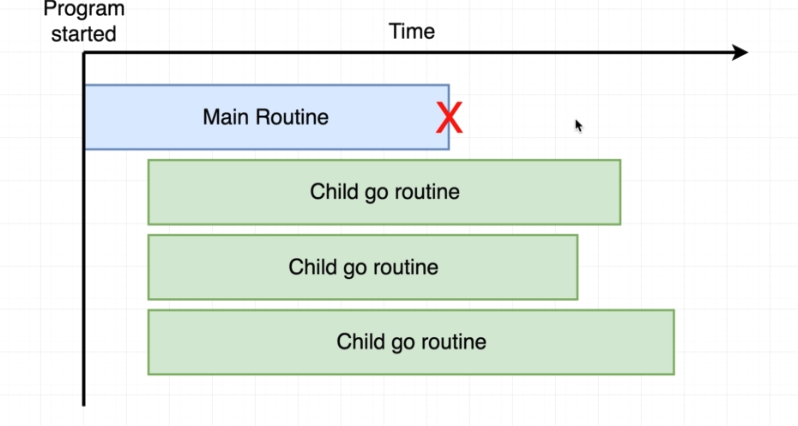 Program
started
Time
Main Routine
X
Child go routine
Child go routine
Child go routine